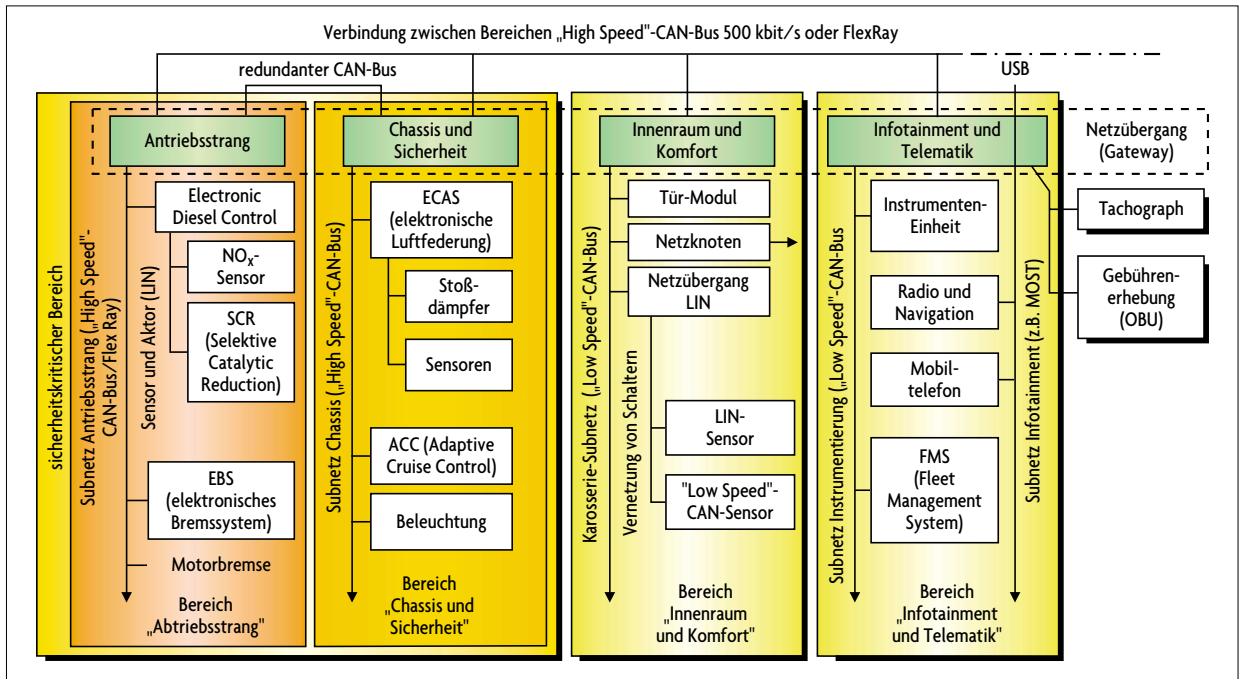 Verbindung zwischen Bereichen „High Speed"-CAN-Bus 500 kbit/s oder FlexRay
redundanter CAN-Bus
USB
sicherheitskritischer Bereich
Antriebsstrang
Subnetz Antriebsstrang („High Speed"-
CAN-Bus/Flex Ray)
Sensor und Aktor (LIN)
Electronic
Diesel Control
NOx-
Sensor
SCR
(Selektive
Catalytic
Reduction)
EBS
(elektronisches
Bremssystem)
Motorbremse
Bereich
„Abtriebsstrang"
Chassis und
Sicherheit
Subnetz Chassis („High Speed"-CAN-Bus)
ECAS
(elektronische
Luftfederung)
Stoß-
dämpfer
Sensoren
ACC (Adaptive
Cruise Control)
Beleuchtung
Bereich
„Chassis und
Sicherheit"
Innenraum und
Komfort
Karosserie-Subnetz („Low Speed"-CAN-Bus)
Vernetzung von Schaltern
Tür-Modul
Netzknoten
Netzübergang
LIN
LIN-
Sensor
"Low Speed"-
CAN-Sensor
Bereich
„Innenraum
und Komfort"
Infotainment und
Telematik
Subnetz Instrumentierung („Low Speed"-CAN-Bus
Instrumenten-
Einheit
Radio und
Navigation
Mobil-
telefon
FMS
(Fleet
Management
System)
Subnetz Infotainment (z.B. MOST)
Bereich
„Infotainment
und Telematik"
Netzübergang
(Gateway)
Tachograph
Gebühren-
erhebung
(OBU)